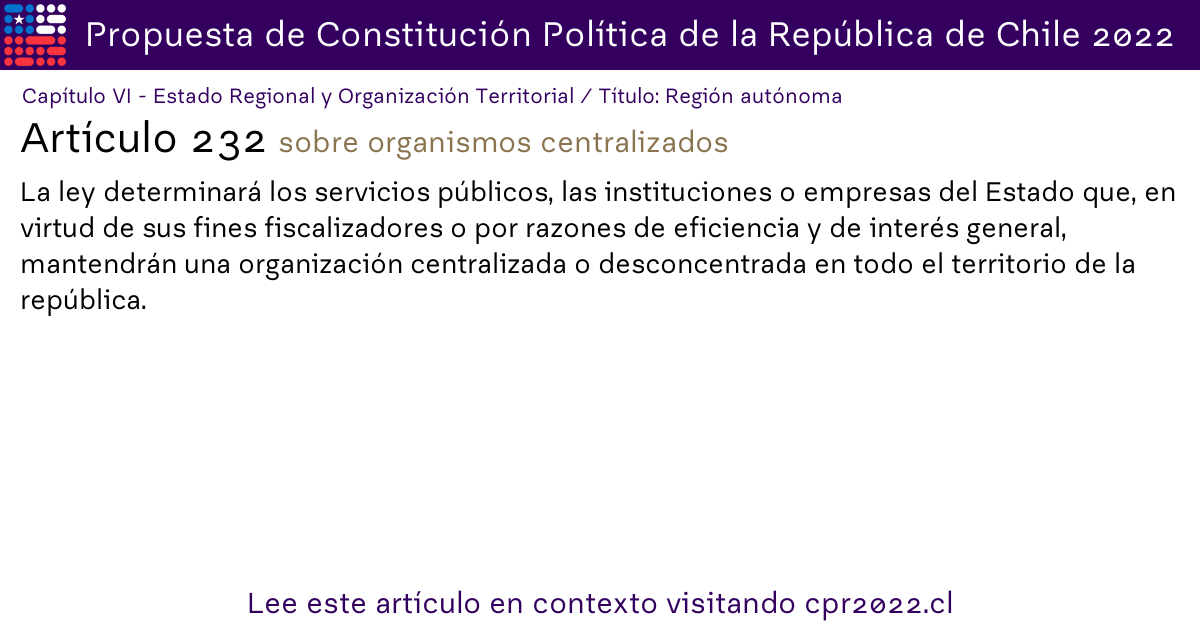 Propuesta de Constitución Política de la República de Chile 2022
Capítulo VI - Estado Regional y Organización Territorial / Título: Región autónoma
Artículo 232 sobre organismos centralizados
La ley determinará los servicios públicos, las instituciones o empresas del Estado que, en
virtud de sus fines fiscalizadores o por razones de eficiencia y de interés general,
mantendrán una organización centralizada o desconcentrada en todo el territorio de la
república.
Lee este artículo en contexto visitando cpr2022.cl